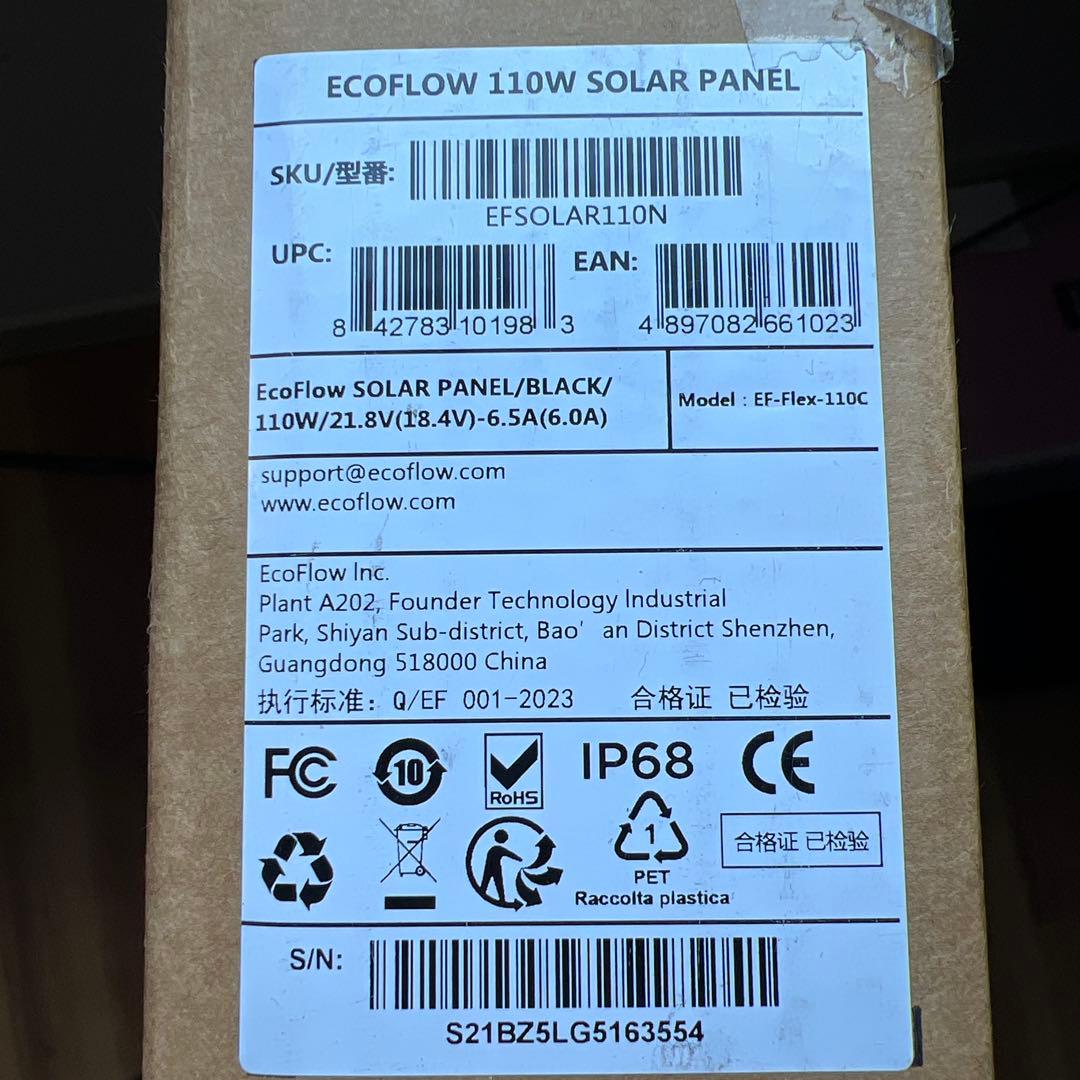 ECOFLOW 110W SOLAR PANEL
SKU/型番:
EFSOLAR110N
UPC:
8 42783 10198 3
EAN:
4 897082 661023
EcoFlow SOLAR PANEL/BLACK/
110W/21.8V(18.4V)-6.5A(6.0A)
Model : EF-Flex-110C
support@ecoflow.com
www.ecoflow.com
EcoFlow Inc.
Plant A202, Founder Technology Industrial
Park, Shiyan Sub-district, Bao' an District Shenzhen,
Guangdong 518000 China
执行标准: Q/EF 001-2023 合格证 已检验
FC 10 RoHS IP68 CE
1
PET
Raccolta plastica
合格证 已检验
S/N:
S21BZ5LG5163554